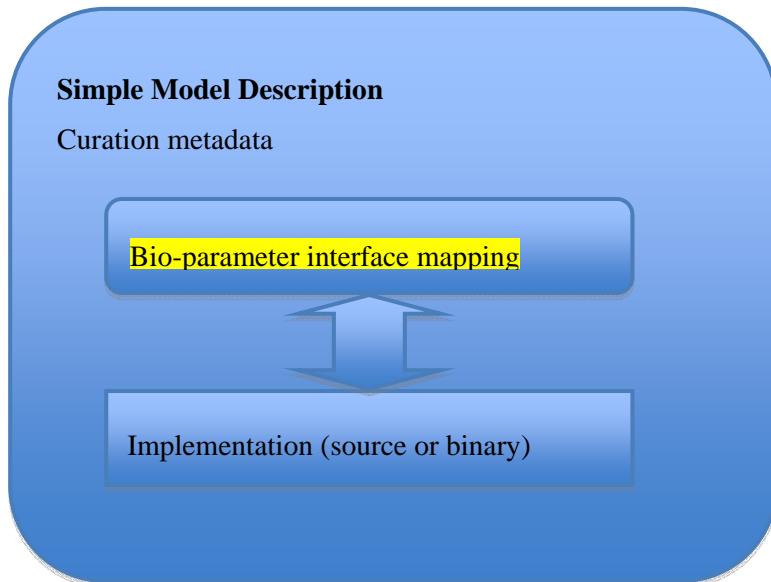 Simple Model Description
Curation metadata
Bio-parameter interface mapping
Implementation (source or binary)